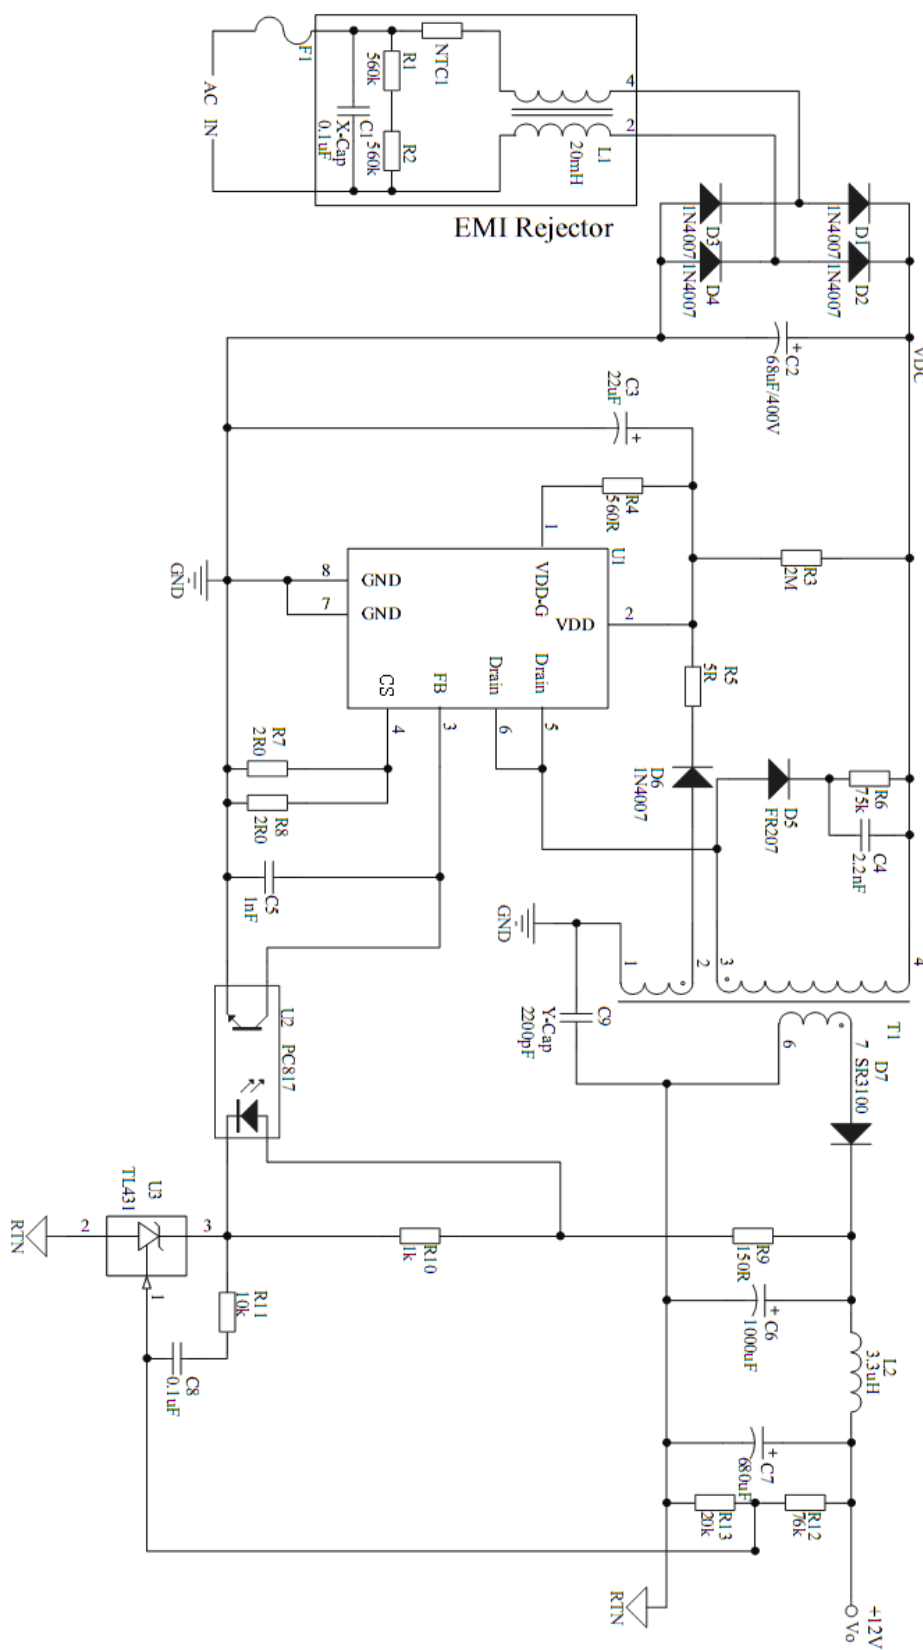 F1
AC IN
NTC1
R1
560k
R2
560k
C1
X-Cap
0.1uF
4
2
L1
20mH
EMI Rejector
D3
1N4007
D1
1N4007
D4
1N4007
D2
1N4007
VDC
C2
+
68uF/400V
C3
22uF
+
R4
560R
R3
2M
1
U1
8
GND
7
GND
VDD-G
VDD
2
GND
CS
FB
Drain
Drain
4
3
6
5
R5
5R
R7
2R0
R8
2R0
D6
1N4007
D5
FR207
R6
75k
C4
2.2nF
C5
1nF
GND
1
2
3
4
T1
C9
Y-Cap
2200pF
6
7
D7
SR3100
U2
PC817
U3
TL431
RTN
2
3
1
R10
1k
R9
150R
R11
10k
C8
0.1uF
C6
+
1000uF
L2
3.3uH
C7
+
680uF
R13
20k
R12
76k
RTN
+12V
Vo